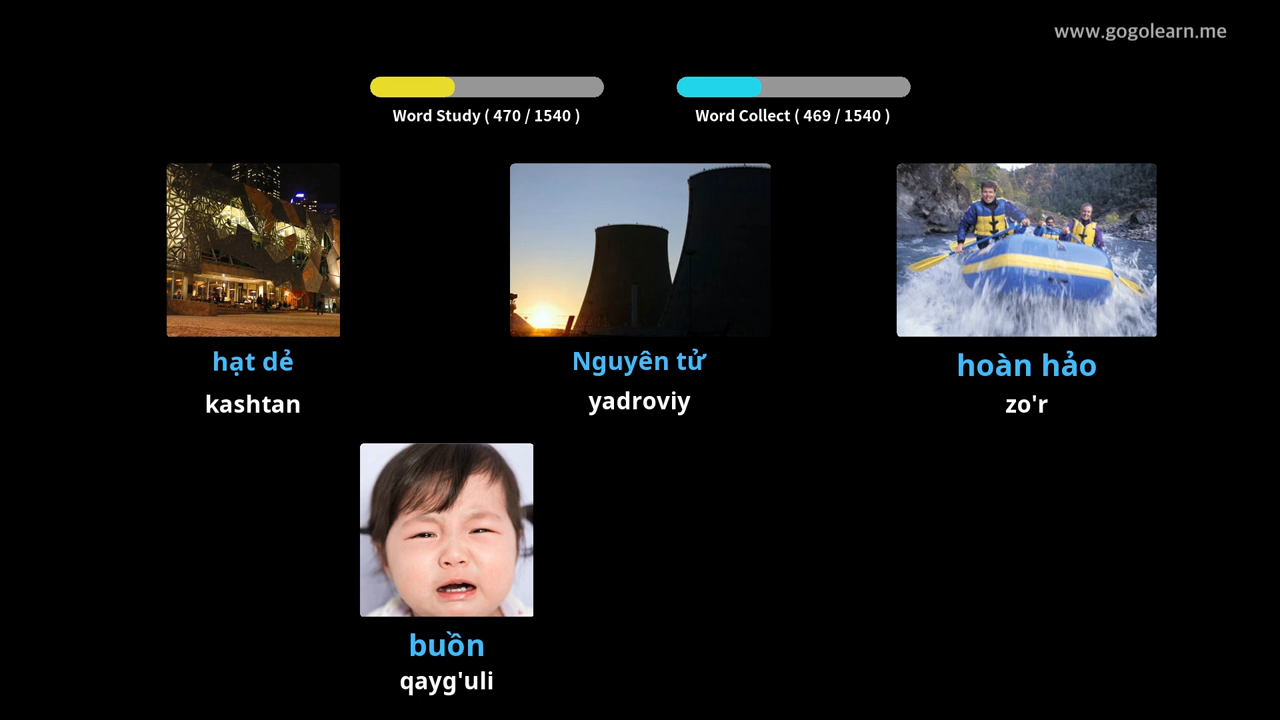 www.gogolearn.me
Word Study ( 470 / 1540 )
Word Collect ( 469 / 1540 )
hạt dẻ
kashtan
Nguyên tử
yadroviy
hoàn hảo
zo'r
buồn
qayg'uli